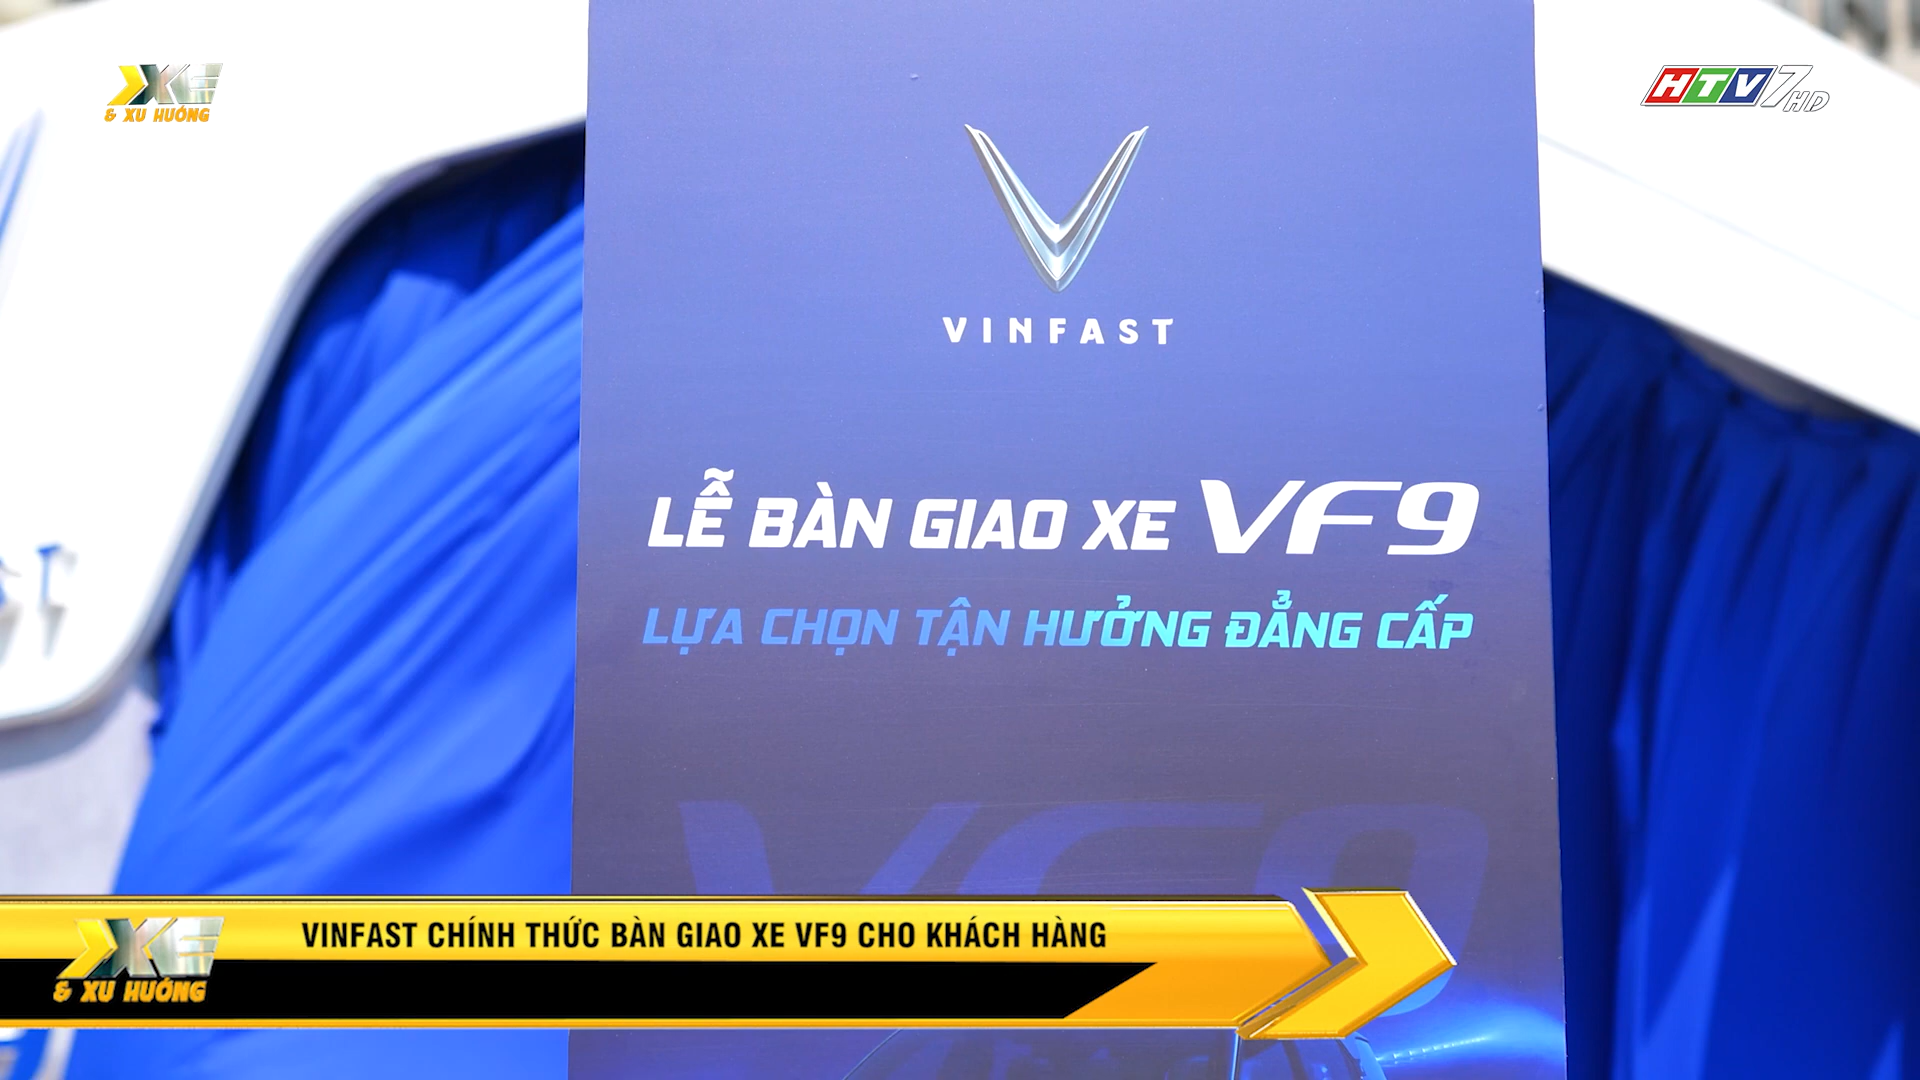 XE
& XU HƯỚNG
HTV7 HD
VINFAST
LỄ BÀN GIAO XE VF9
LỰA CHỌN TẬN HƯỞNG ĐẲNG CẤP
VF9
VINFAST CHÍNH THỨC BÀN GIAO XE VF9 CHO KHÁCH HÀNG
XE
& XU HƯỚNG